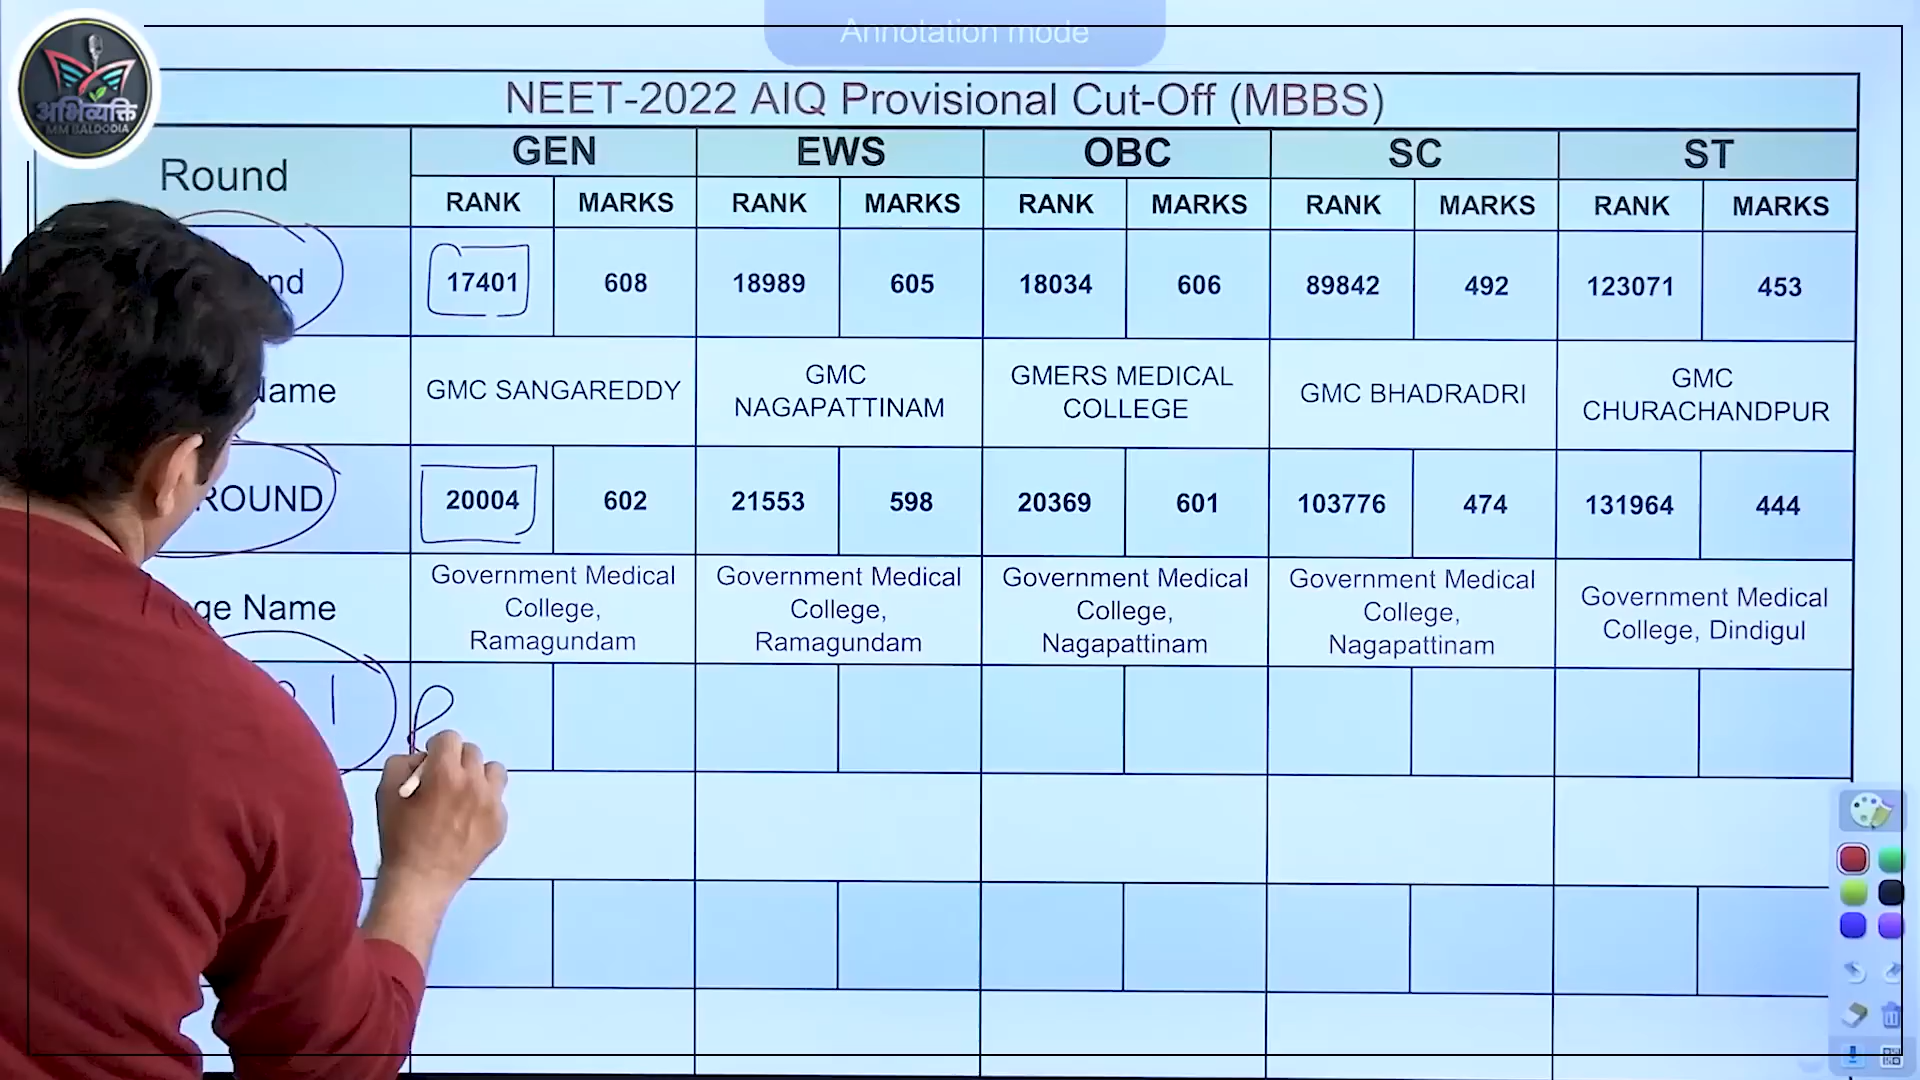 Annotation mode
अभिव्यक्ति
MM BALDODIA
NEET-2022 AIQ Provisional Cut-Off (MBBS)
Round GEN EWS OBC SC ST
RANK MARKS RANK MARKS RANK MARKS RANK MARKS RANK MARKS
nd 17401 608 18989 605 18034 606 89842 492 123071 453
Name GMC SANGAREDDY GMC NAGAPATTINAM GMERS MEDICAL COLLEGE GMC BHADRADRI GMC CHURACHANDPUR
ROUND 20004 602 21553 598 20369 601 103776 474 131964 444
ge Name Government Medical College, Ramagundam Government Medical College, Ramagundam Government Medical College, Nagapattinam Government Medical College, Nagapattinam Government Medical College, Dindigul